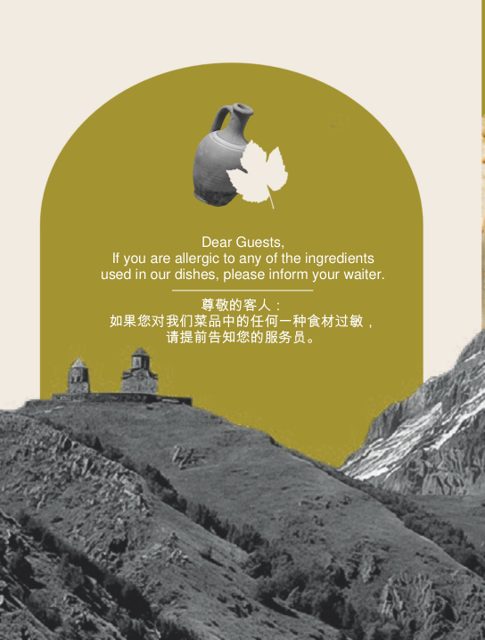 Dear Guests,
If you are allergic to any of the ingredients
used in our dishes, please inform your waiter.
尊敬的客人：
如果您对我们菜品中的任何一种食材过敏，
请提前告知您的服务员。